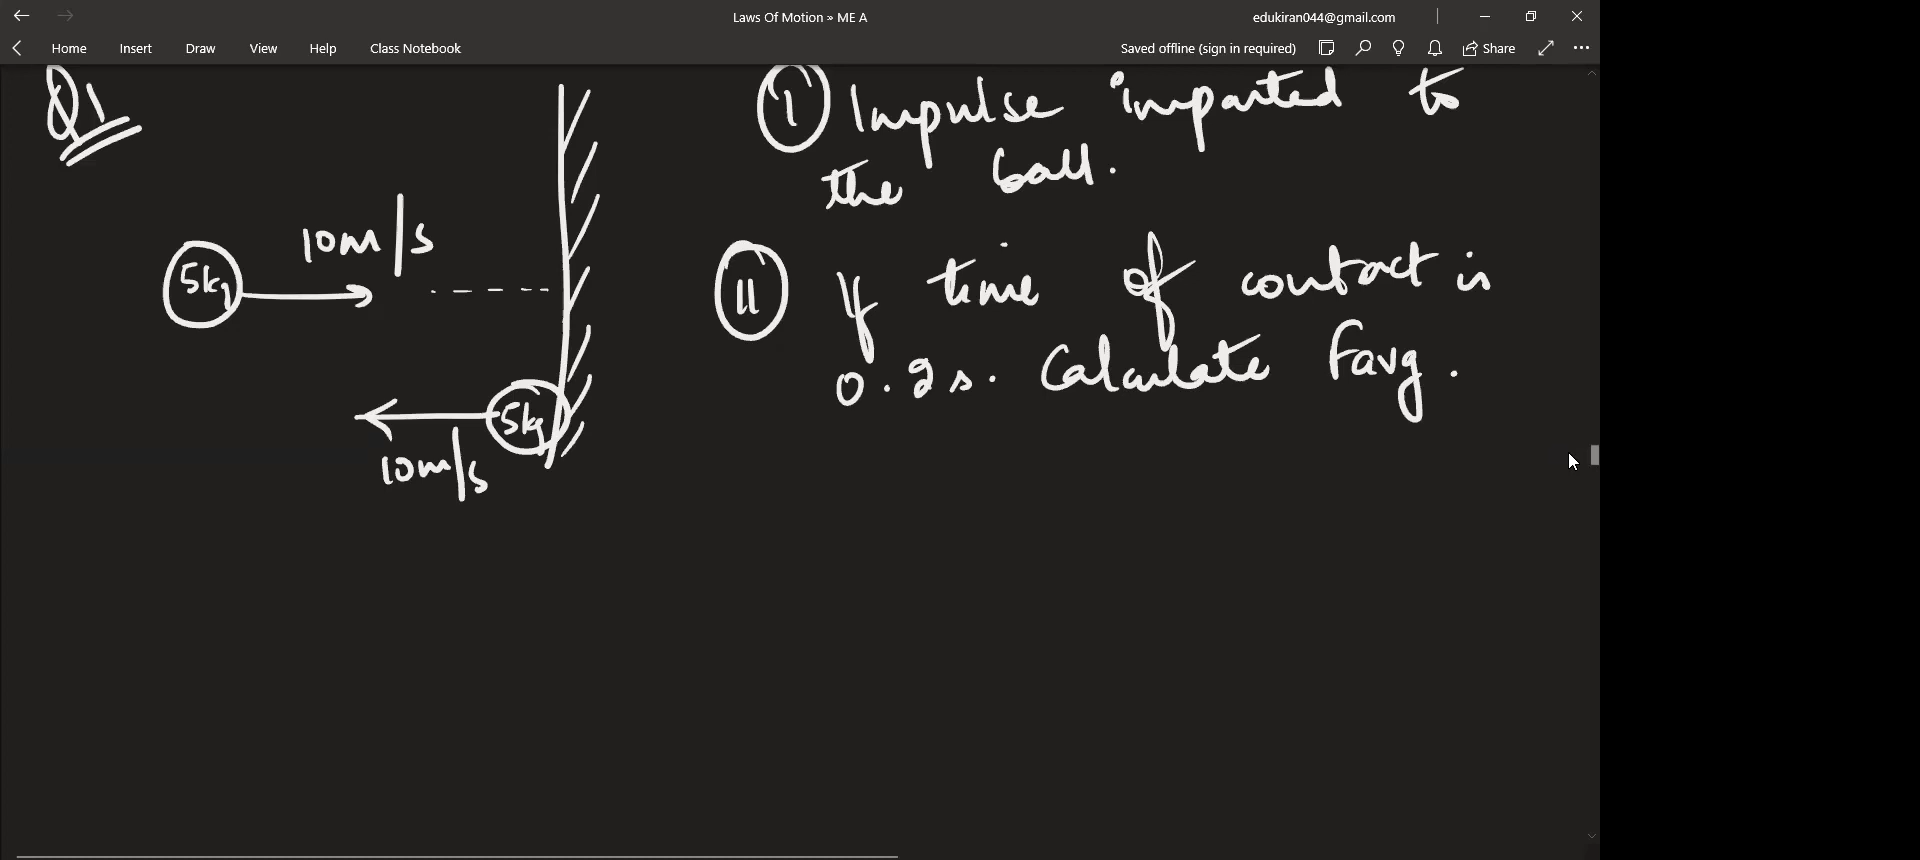 Laws Of Motion » ME A
edukiran044@gmail.com
Home Insert Draw View Help Class Notebook
Saved offline (sign in required) Share
Q1
I Impulse imparted to
the ball.
10m/s
5kg
II If time of contact is
0.2s. Calculate Favg.
5kg
10m/s